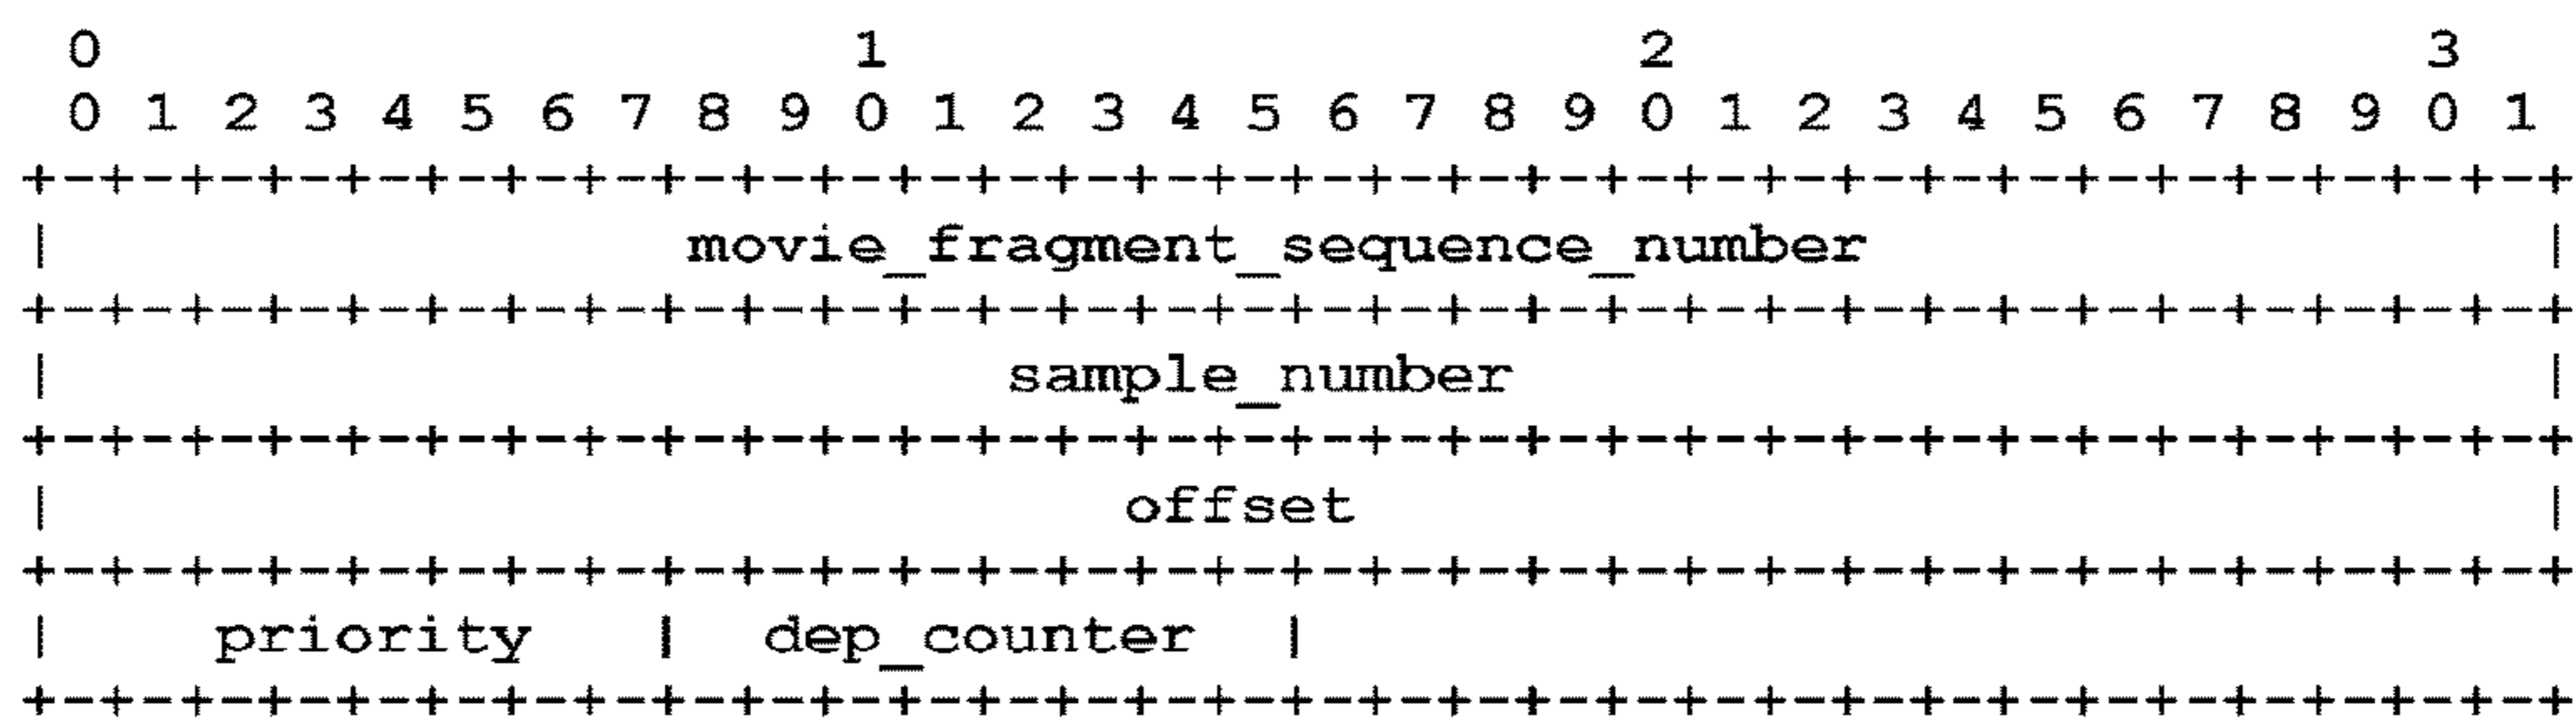 0                   1                   2                   3
 0 1 2 3 4 5 6 7 8 9 0 1 2 3 4 5 6 7 8 9 0 1 2 3 4 5 6 7 8 9 0 1
+-+-+-+-+-+-+-+-+-+-+-+-+-+-+-+-+-+-+-+-+-+-+-+-+-+-+-+-+-+-+-+-+
|                movie_fragment_sequence_number                 |
+-+-+-+-+-+-+-+-+-+-+-+-+-+-+-+-+-+-+-+-+-+-+-+-+-+-+-+-+-+-+-+-+
|                        sample_number                          |
+-+-+-+-+-+-+-+-+-+-+-+-+-+-+-+-+-+-+-+-+-+-+-+-+-+-+-+-+-+-+-+-+
|                           offset                              |
+-+-+-+-+-+-+-+-+-+-+-+-+-+-+-+-+-+-+-+-+-+-+-+-+-+-+-+-+-+-+-+-+
|    priority   |  dep_counter  |
+-+-+-+-+-+-+-+-+-+-+-+-+-+-+-+-+-+-+-+-+-+-+-+-+-+-+-+-+-+-+-+-+